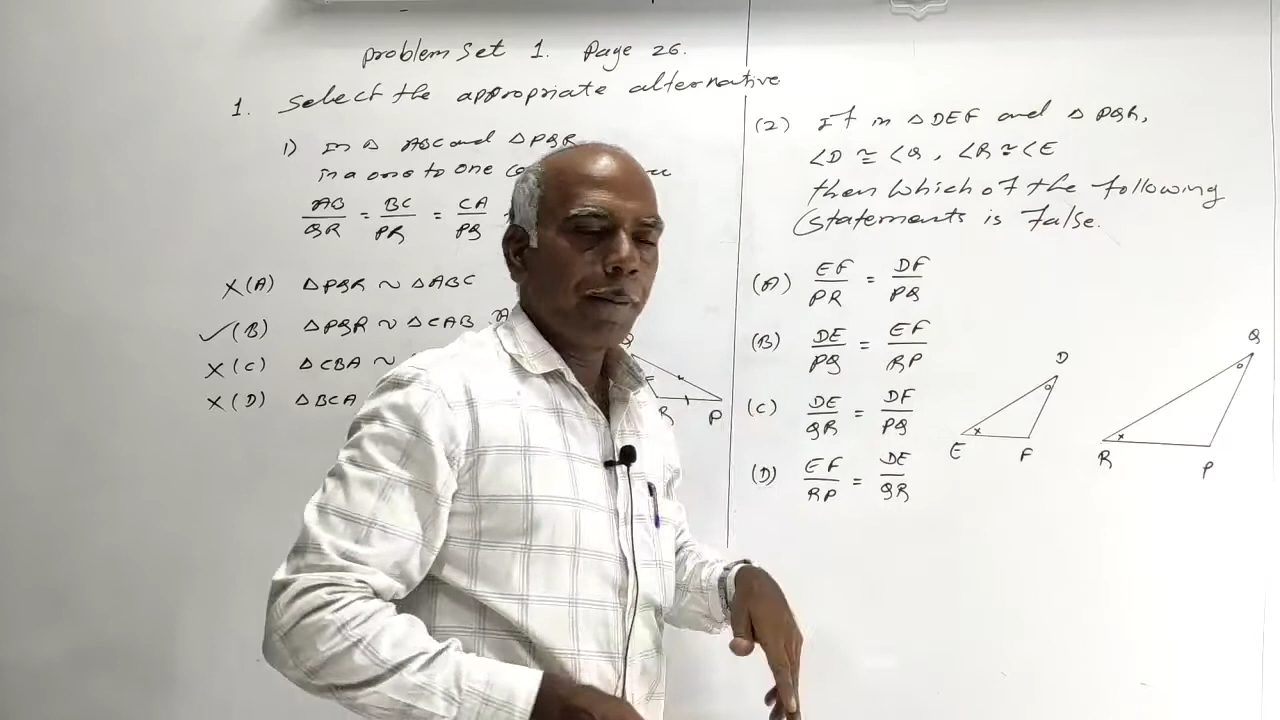 problem set 1. page 26.
1. Select the appropriate alternative
1) In △ ABC and △PQR
in a one to one
AB/QR = BC/PR = CA/PQ
×(A) △PQR ~ △ABC
✓(B) △PQR ~ △CAB
×(C) △CBA ~
×(D) △BCA
Q
R P
(2) If in △DEF and △PQR,
∠D ≅ ∠Q, ∠R ≅ ∠E
then which of the following
statements is false.
(A) EF/PR = DF/PQ
(B) DE/PQ = EF/RP
(C) DE/QR = DF/PQ
(D) EF/RP = DE/QR
D
E × F
Q
R × P